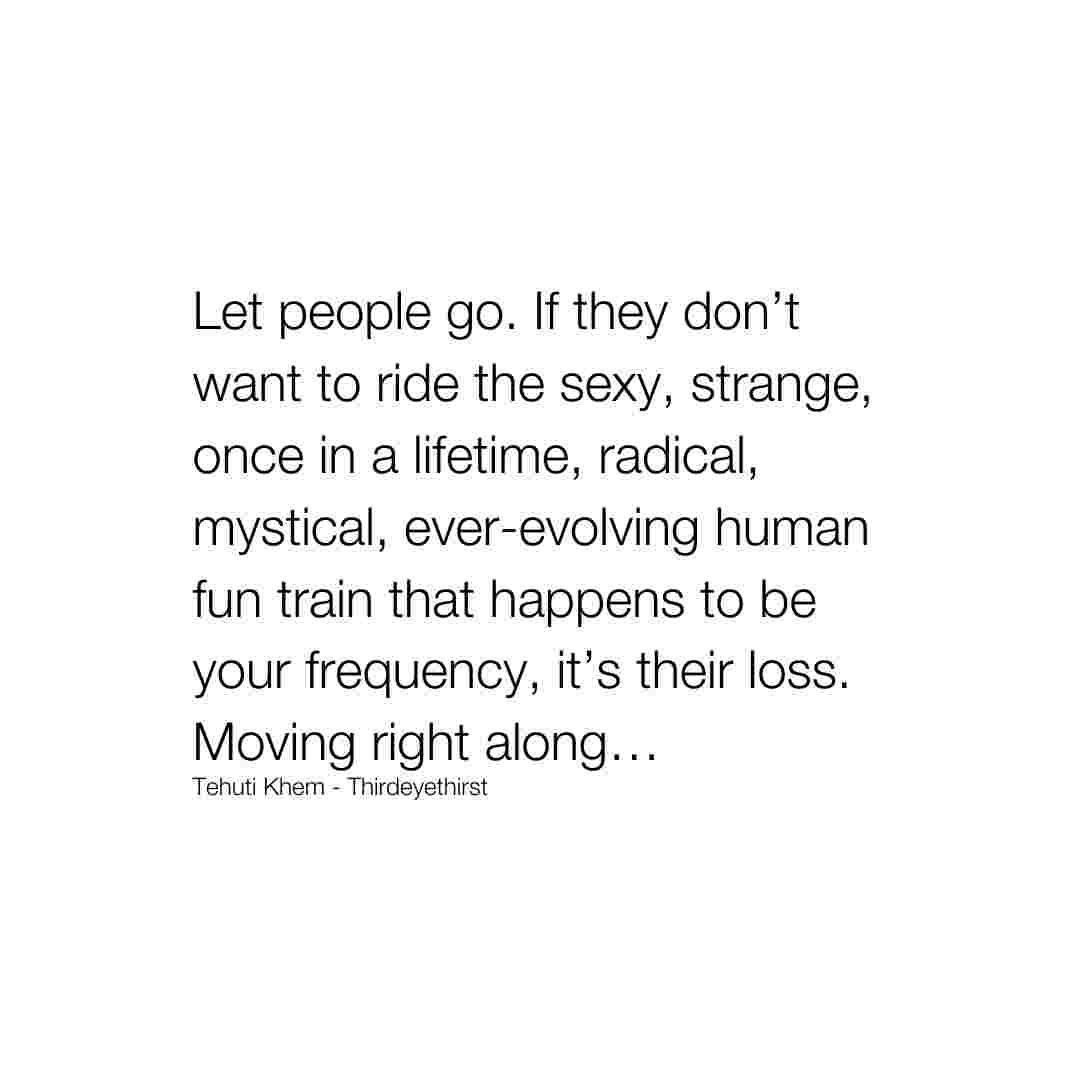 Let people go. If they don’t
want to ride the sexy, strange,
once in a lifetime, radical,
mystical, ever-evolving human
fun train that happens to be
your frequency, it’s their loss.
Moving right along…
Tehuti Khem - Thirdeyethirst